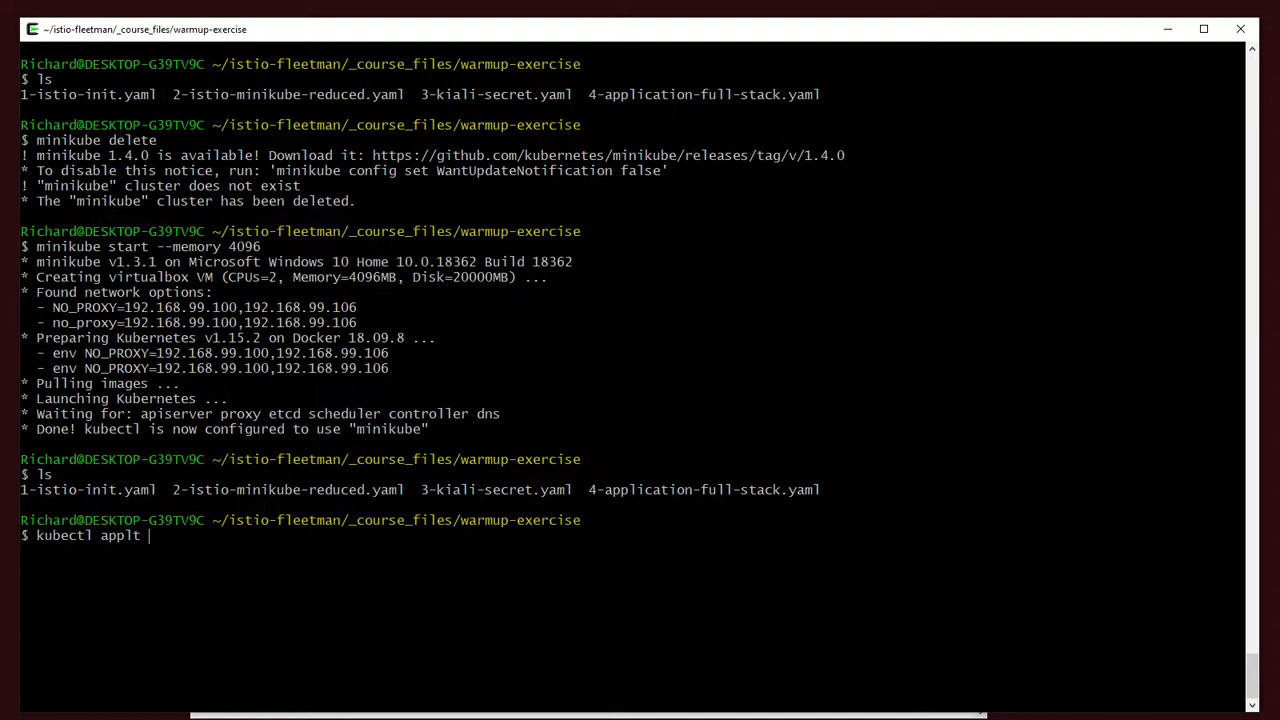 ~/istio-fleetman/_course_files/warmup-exercise
Richard@DESKTOP-G39TV9C ~/istio-fleetman/_course_files/warmup-exercise
$ ls
1-istio-init.yaml  2-istio-minikube-reduced.yaml  3-kiali-secret.yaml  4-application-full-stack.yaml
Richard@DESKTOP-G39TV9C ~/istio-fleetman/_course_files/warmup-exercise
$ minikube delete
! minikube 1.4.0 is available! Download it: https://github.com/kubernetes/minikube/releases/tag/v/1.4.0
* To disable this notice, run: 'minikube config set WantUpdateNotification false'
! "minikube" cluster does not exist
* The "minikube" cluster has been deleted.
Richard@DESKTOP-G39TV9C ~/istio-fleetman/_course_files/warmup-exercise
$ minikube start --memory 4096
* minikube v1.3.1 on Microsoft Windows 10 Home 10.0.18362 Build 18362
* Creating virtualbox VM (CPUs=2, Memory=4096MB, Disk=20000MB) ...
* Found network options:
  - NO_PROXY=192.168.99.100,192.168.99.106
  - no_proxy=192.168.99.100,192.168.99.106
* Preparing Kubernetes v1.15.2 on Docker 18.09.8 ...
  - env NO_PROXY=192.168.99.100,192.168.99.106
  - env NO_PROXY=192.168.99.100,192.168.99.106
* Pulling images ...
* Launching Kubernetes ...
* Waiting for: apiserver proxy etcd scheduler controller dns
* Done! kubectl is now configured to use "minikube"
Richard@DESKTOP-G39TV9C ~/istio-fleetman/_course_files/warmup-exercise
$ ls
1-istio-init.yaml  2-istio-minikube-reduced.yaml  3-kiali-secret.yaml  4-application-full-stack.yaml
Richard@DESKTOP-G39TV9C ~/istio-fleetman/_course_files/warmup-exercise
$ kubectl applt